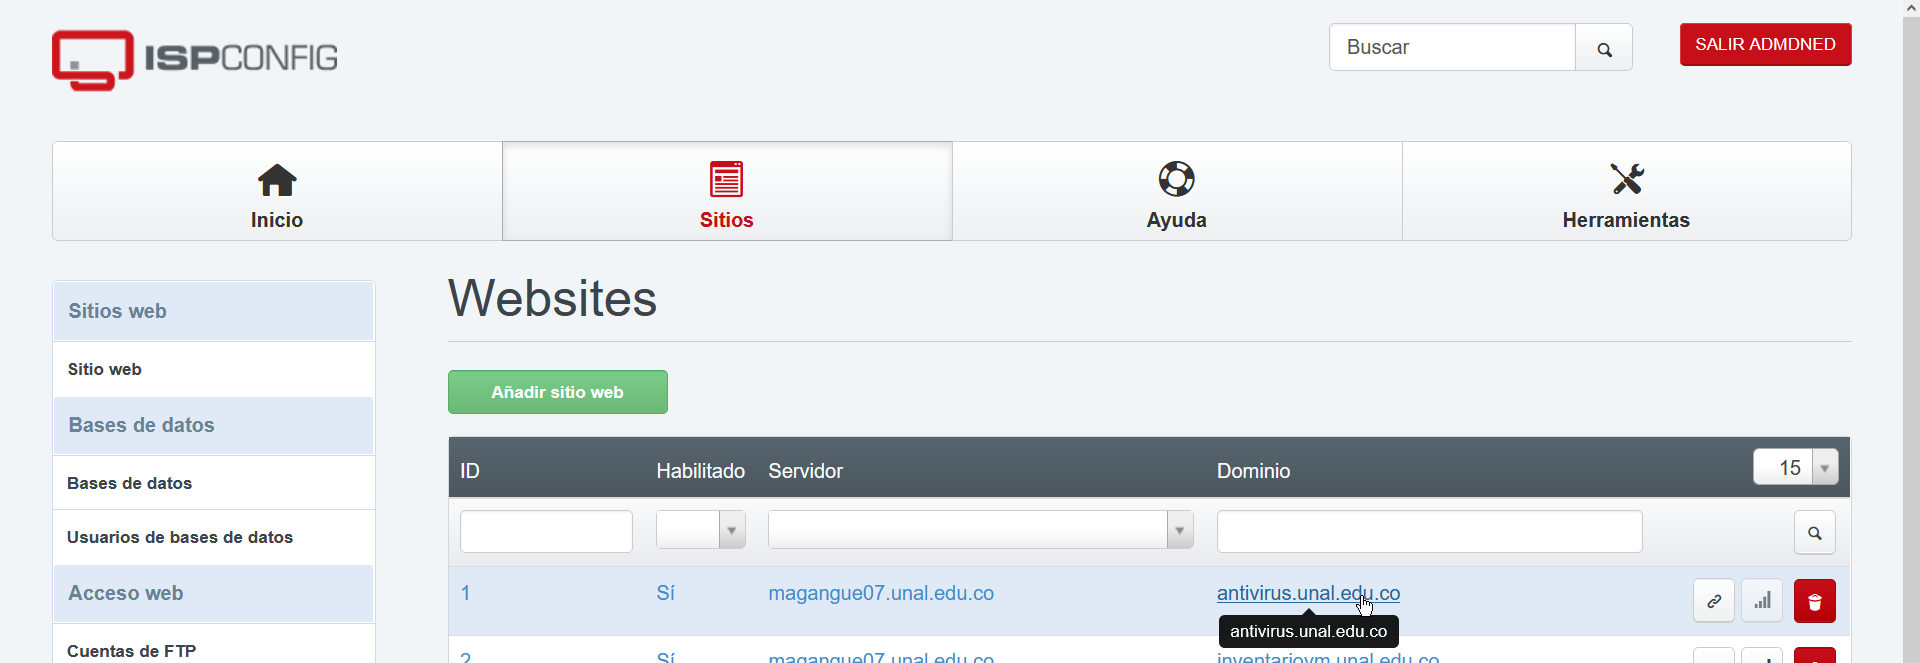 ISPCONFIG
Buscar
SALIR ADMDNED
Inicio
Sitios
Ayuda
Herramientas
Sitios web
Sitio web
Bases de datos
Bases de datos
Usuarios de bases de datos
Acceso web
Cuentas de FTP
Websites
Añadir sitio web
ID Habilitado Servidor Dominio 15
1 Sí magangue07.unal.edu.co antivirus.unal.edu.co
antivirus.unal.edu.co
2 Sí magangue07.unal.edu.co inventariovm.unal.edu.co